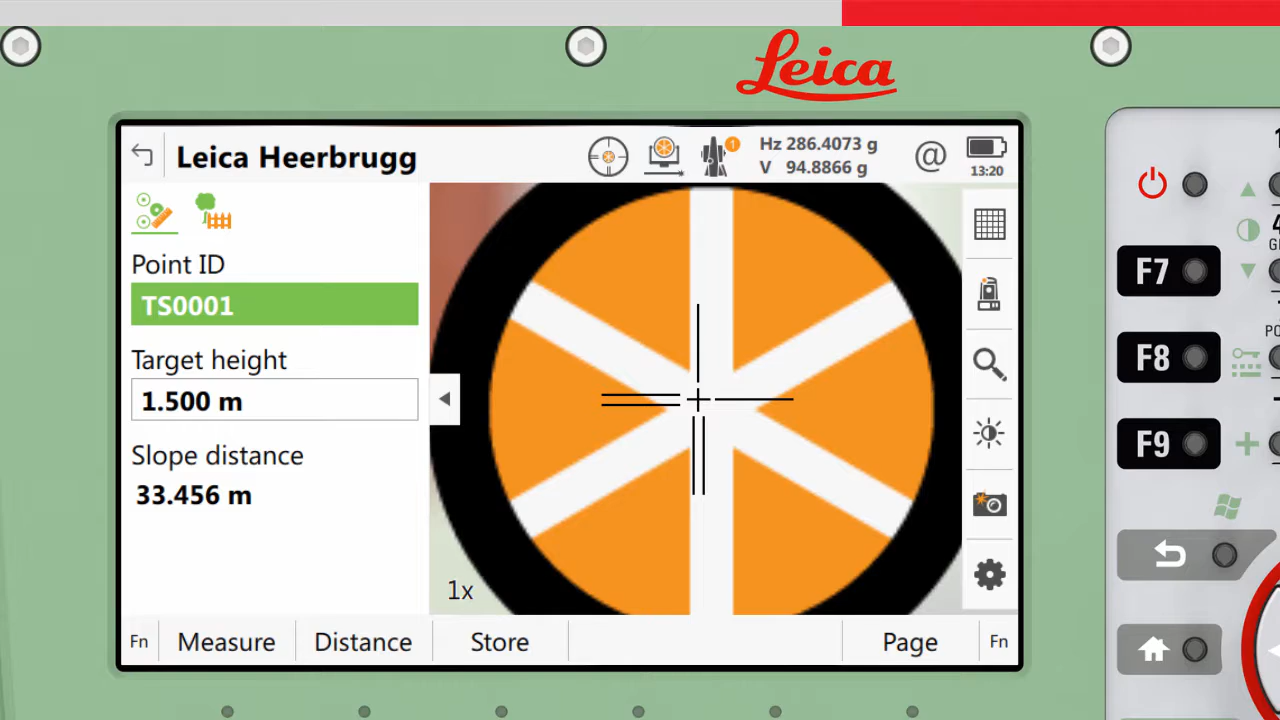 Leica
Leica Heerbrugg
1
Hz 286.4073 g
V 94.8866 g
@
13:20
Point ID
TS0001
Target height
1.500 m
Slope distance
33.456 m
1x
Fn
Measure
Distance
Store
Page
Fn
F7
F8
F9